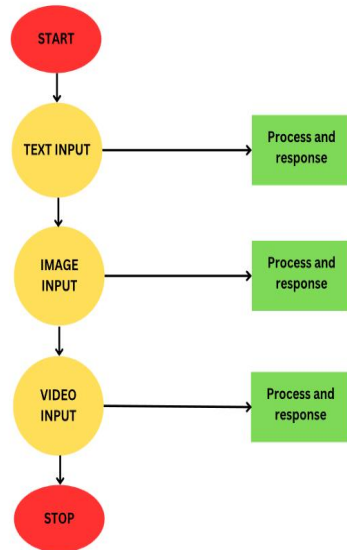 START
TEXT INPUT
Process and
response
IMAGE
INPUT
Process and
response
VIDEO
INPUT
Process and
response
STOP